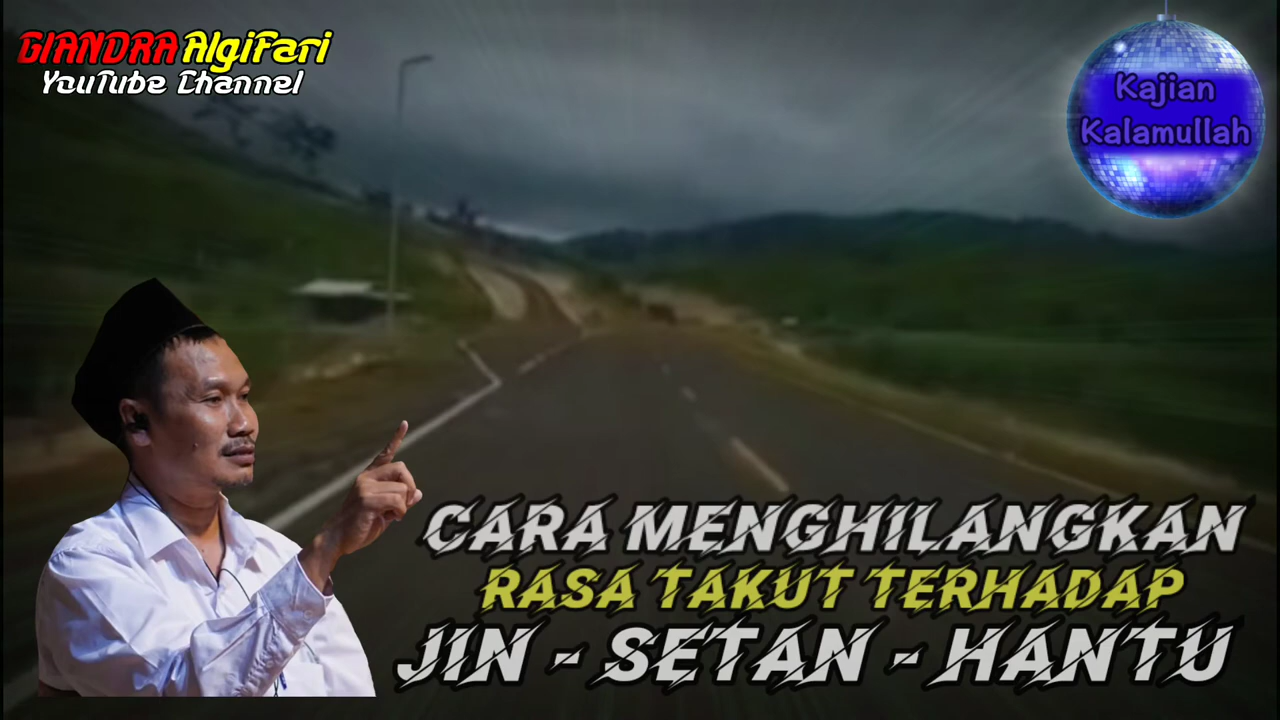 GIANDRA AlgiFari
YouTube Channel
Kajian
Kalamullah
CARA MENGHILANGKAN
RASA TAKUT TERHADAP
JIN - SETAN - HANTU